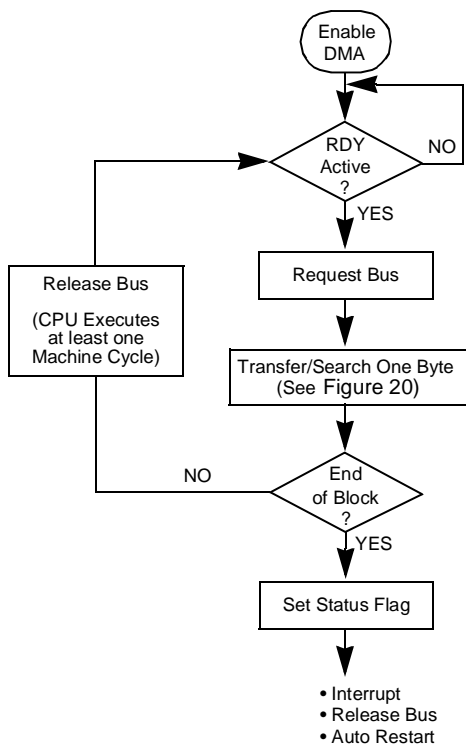 Enable
DMA
RDY
Active
?
NO
YES
Release Bus
(CPU Executes
at least one
Machine Cycle)
Request Bus
Transfer/Search One Byte
(See Figure 20)
NO
End
of Block
?
YES
Set Status Flag
• Interrupt
• Release Bus
• Auto Restart